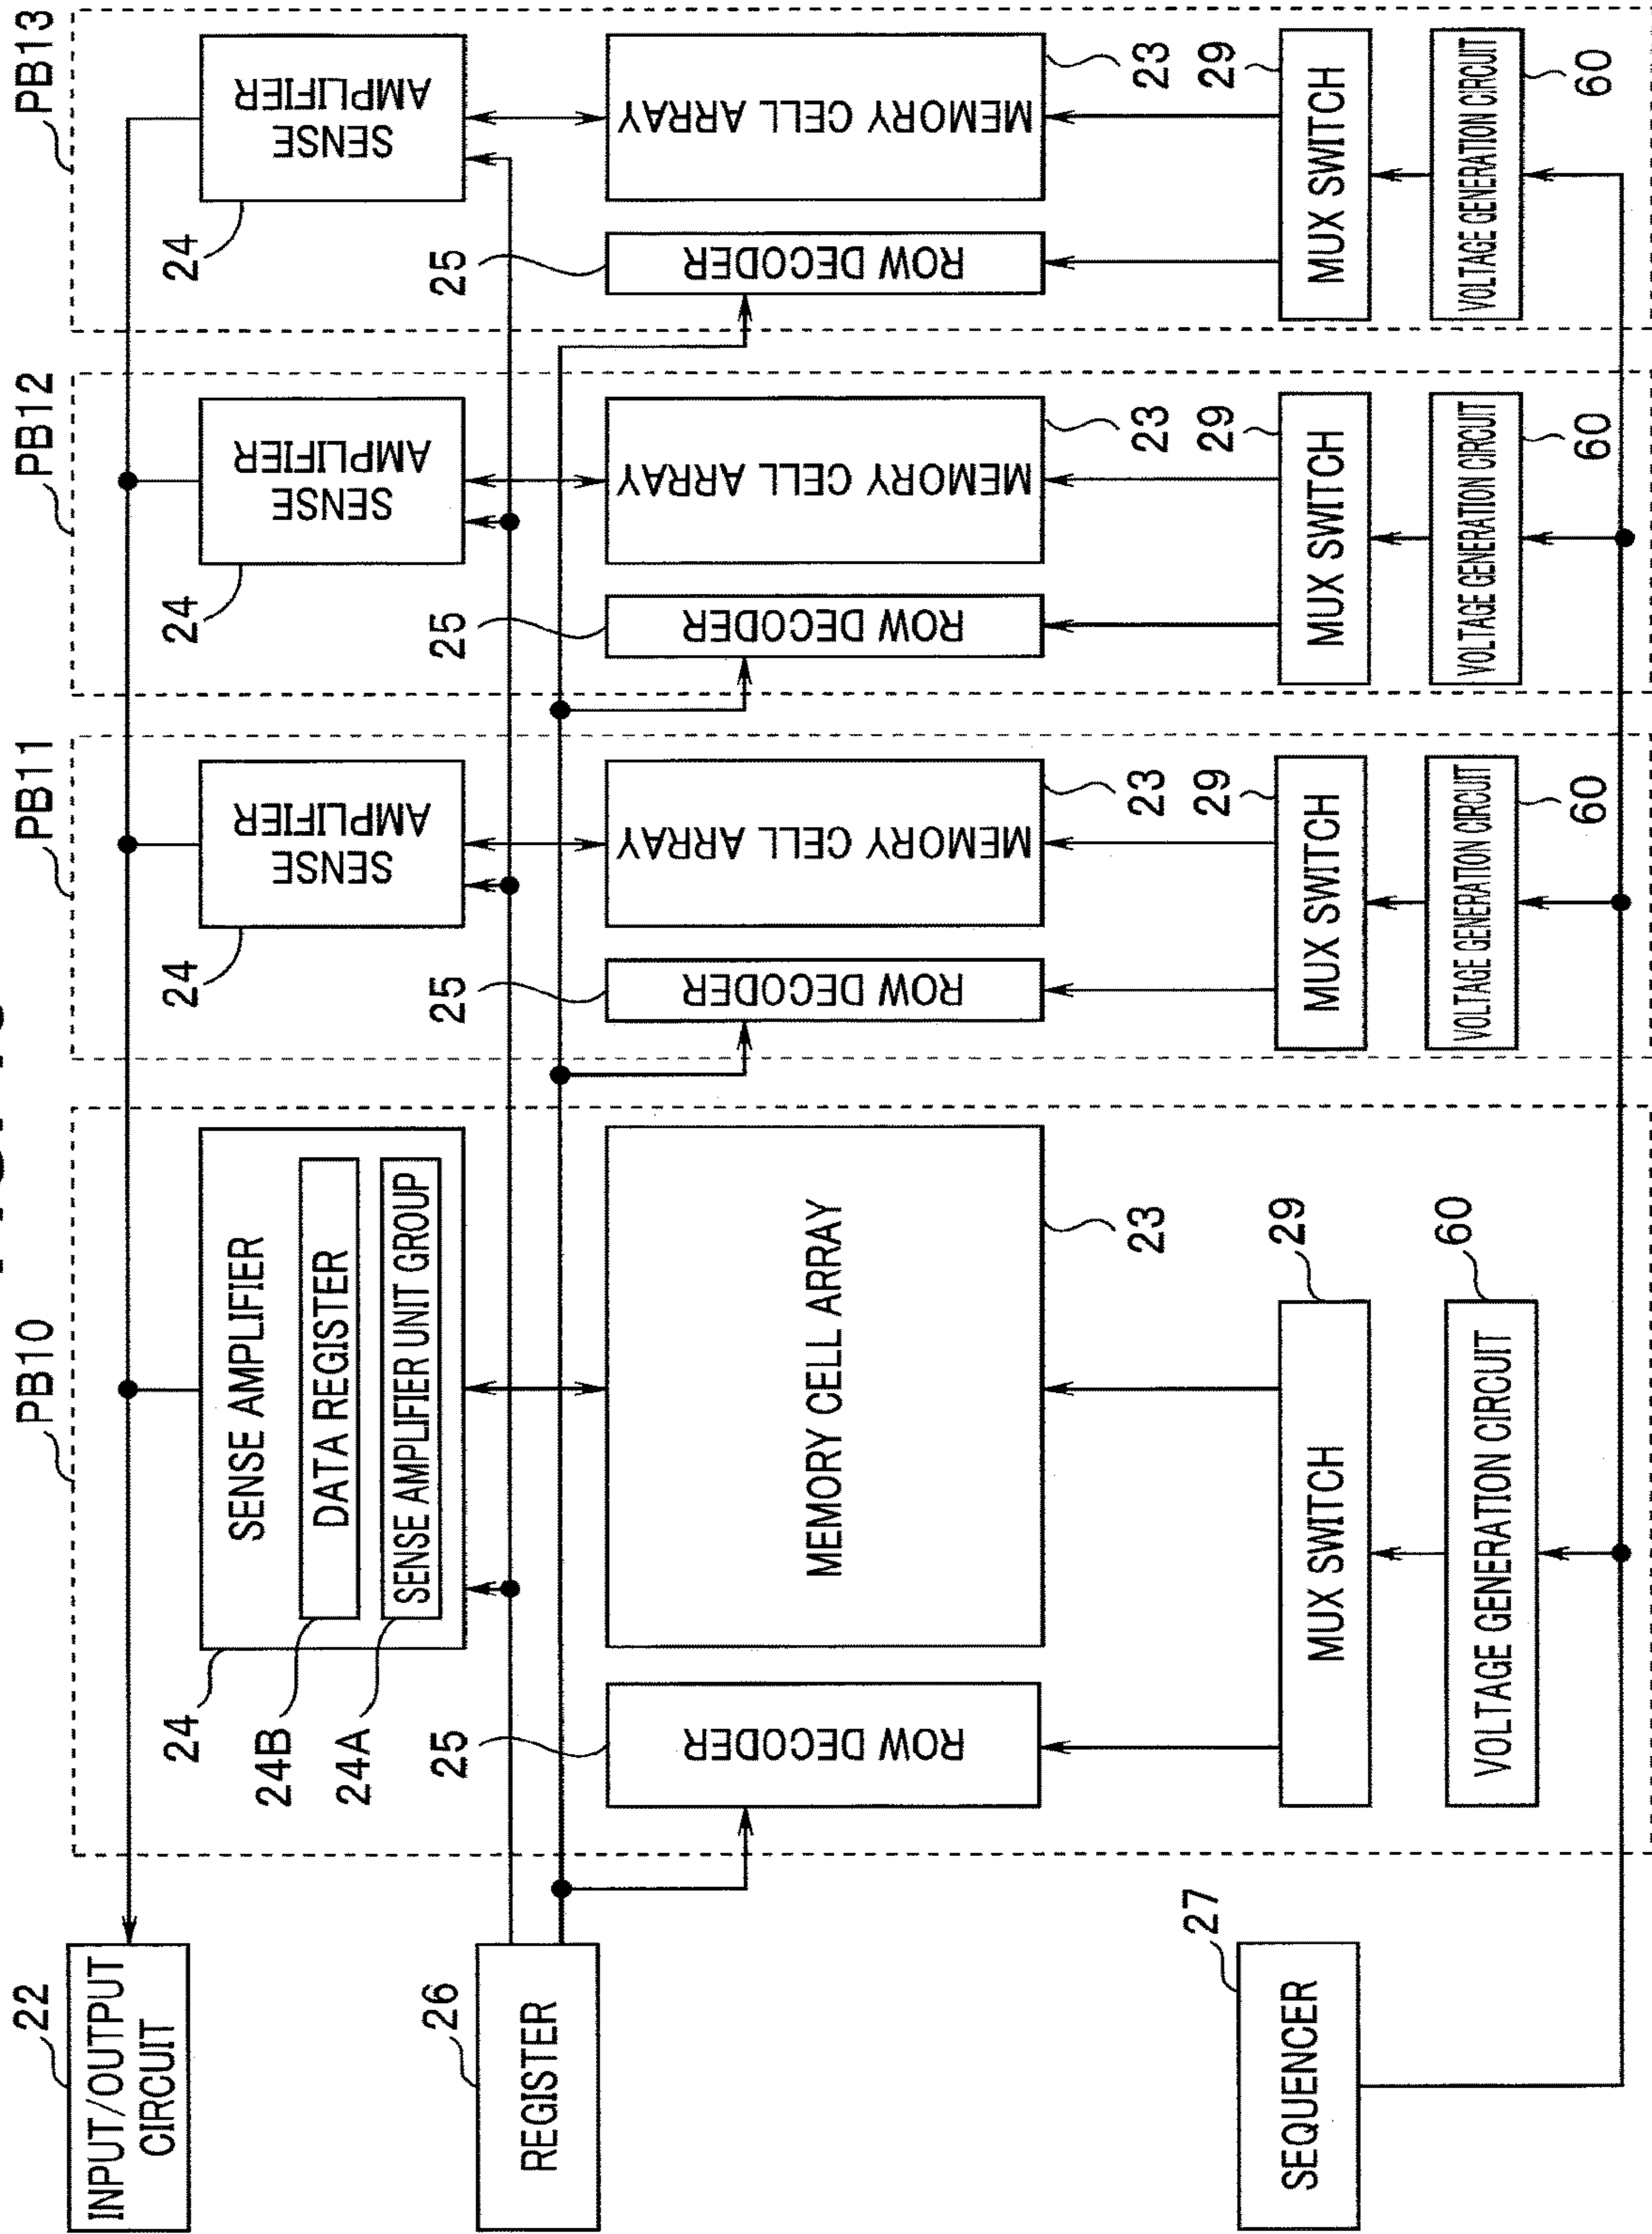 PB10
PB11
PB12
PB13
22
INPUT/OUTPUT
CIRCUIT
26
REGISTER
27
SEQUENCER
24
SENSE AMPLIFIER
24B
DATA REGISTER
24A
SENSE AMPLIFIER UNIT GROUP
25
ROW DECODER
MEMORY CELL ARRAY
23
MUX SWITCH
29
VOLTAGE GENERATION CIRCUIT
60
24
SENSE
AMPLIFIER
25
ROW DECODER
MEMORY CELL ARRAY
23
29
MUX SWITCH
VOLTAGE GENERATION CIRCUIT
60
24
SENSE
AMPLIFIER
25
ROW DECODER
MEMORY CELL ARRAY
23
29
MUX SWITCH
VOLTAGE GENERATION CIRCUIT
60
24
SENSE
AMPLIFIER
25
ROW DECODER
MEMORY CELL ARRAY
23
29
MUX SWITCH
VOLTAGE GENERATION CIRCUIT
60